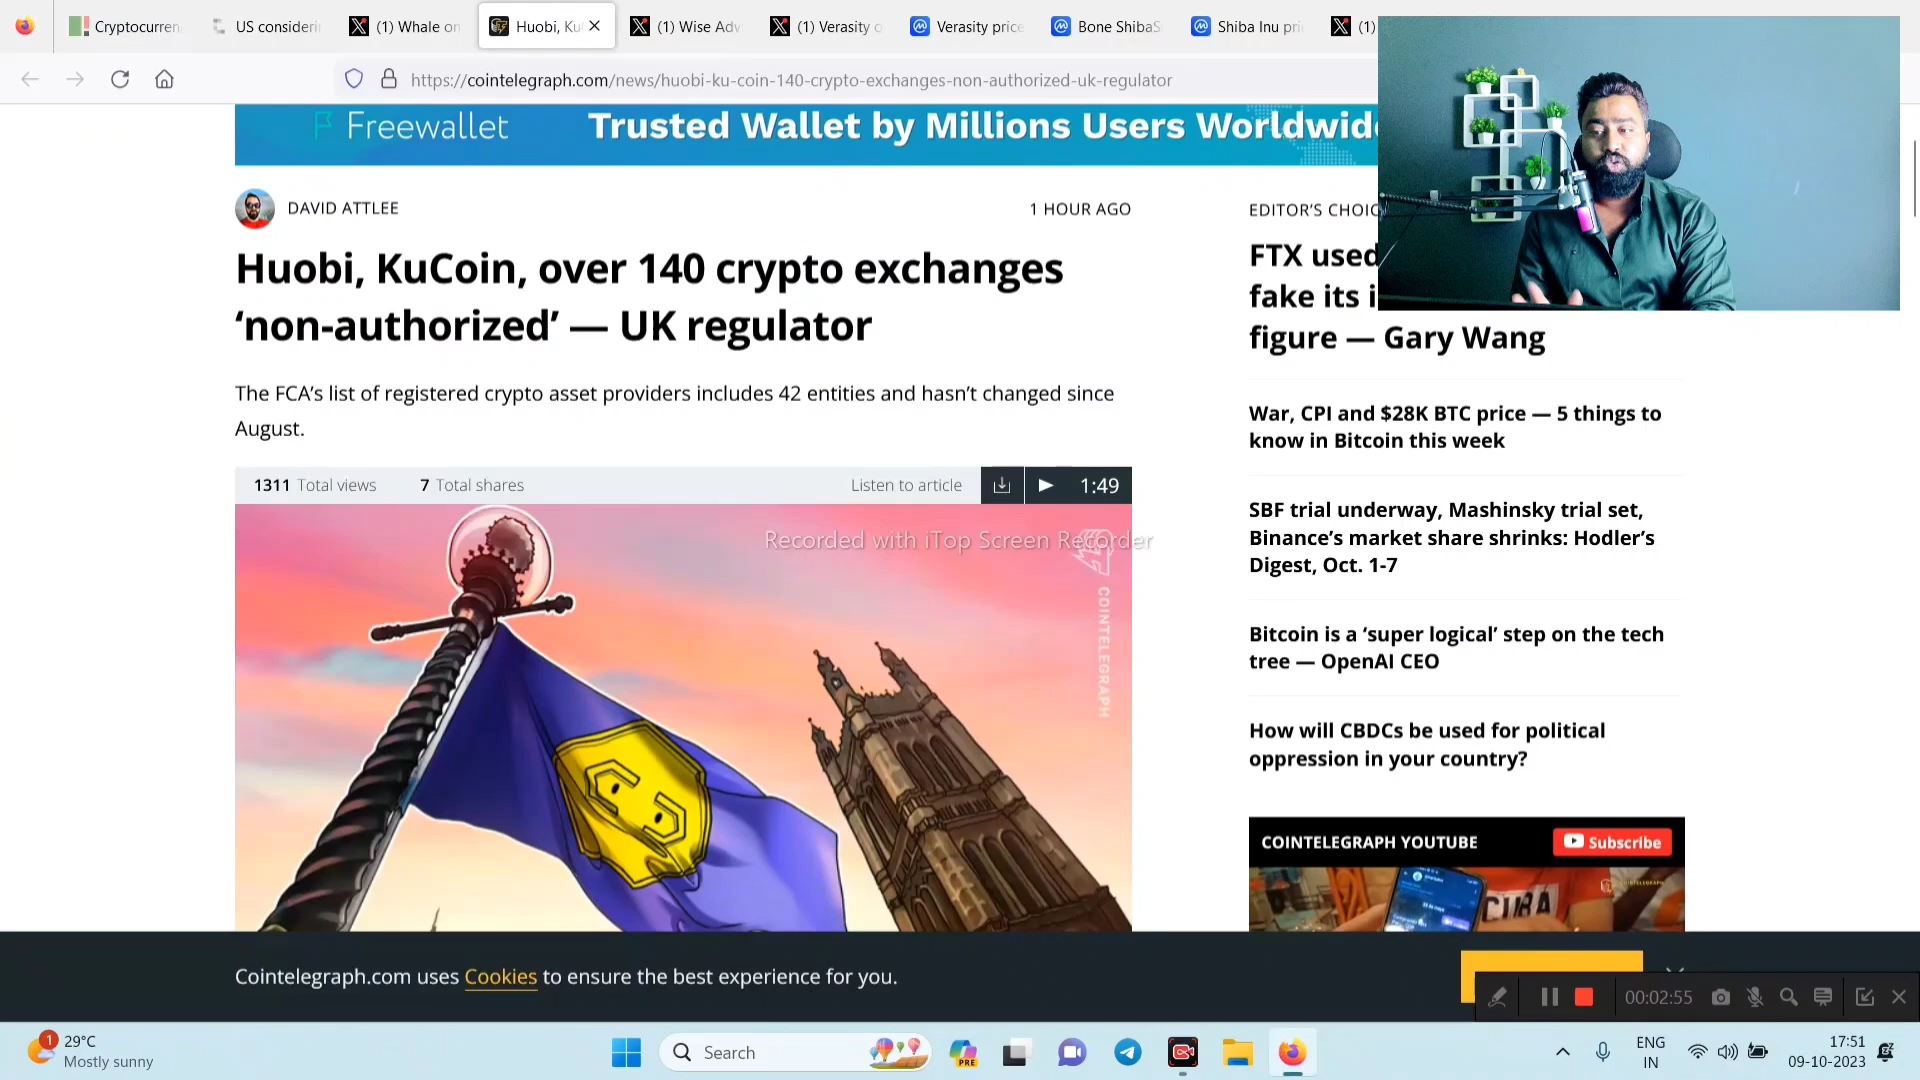 Cryptocurren
US considerin
(1) Whale on
Huobi, Ku
(1) Wise Adv
(1) Verasity o
Verasity price
Bone ShibaS
Shiba Inu pri
(1)
https://cointelegraph.com/news/huobi-ku-coin-140-crypto-exchanges-non-authorized-uk-regulator
Freewallet
Trusted Wallet by Millions Users Worldwid
DAVID ATTLEE
1 HOUR AGO
Huobi, KuCoin, over 140 crypto exchanges
‘non-authorized’ — UK regulator
The FCA’s list of registered crypto asset providers includes 42 entities and hasn’t changed since
August.
1311 Total views
7 Total shares
Listen to article
1:49
Recorded with iTop Screen Recorder
COINTELEGRAPH
EDITOR’S CHOIC
FTX used
fake its i
figure — Gary Wang
War, CPI and $28K BTC price — 5 things to
know in Bitcoin this week
SBF trial underway, Mashinsky trial set,
Binance’s market share shrinks: Hodler’s
Digest, Oct. 1-7
Bitcoin is a ‘super logical’ step on the tech
tree — OpenAI CEO
How will CBDCs be used for political
oppression in your country?
COINTELEGRAPH YOUTUBE
Subscribe
CUBA
Cointelegraph.com uses Cookies to ensure the best experience for you.
00:02:55
1
29°C
Mostly sunny
Search
PRE
ENG
IN
17:51
09-10-2023